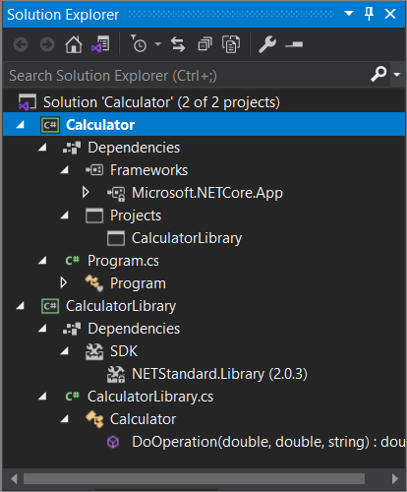 Solution Explorer
Search Solution Explorer (Ctrl+;)
Solution 'Calculator' (2 of 2 projects)
C# Calculator
Dependencies
Frameworks
Microsoft.NETCore.App
Projects
CalculatorLibrary
C# Program.cs
Program
C# CalculatorLibrary
Dependencies
SDK
NETStandard.Library (2.0.3)
C# CalculatorLibrary.cs
Calculator
DoOperation(double, double, string) : dou